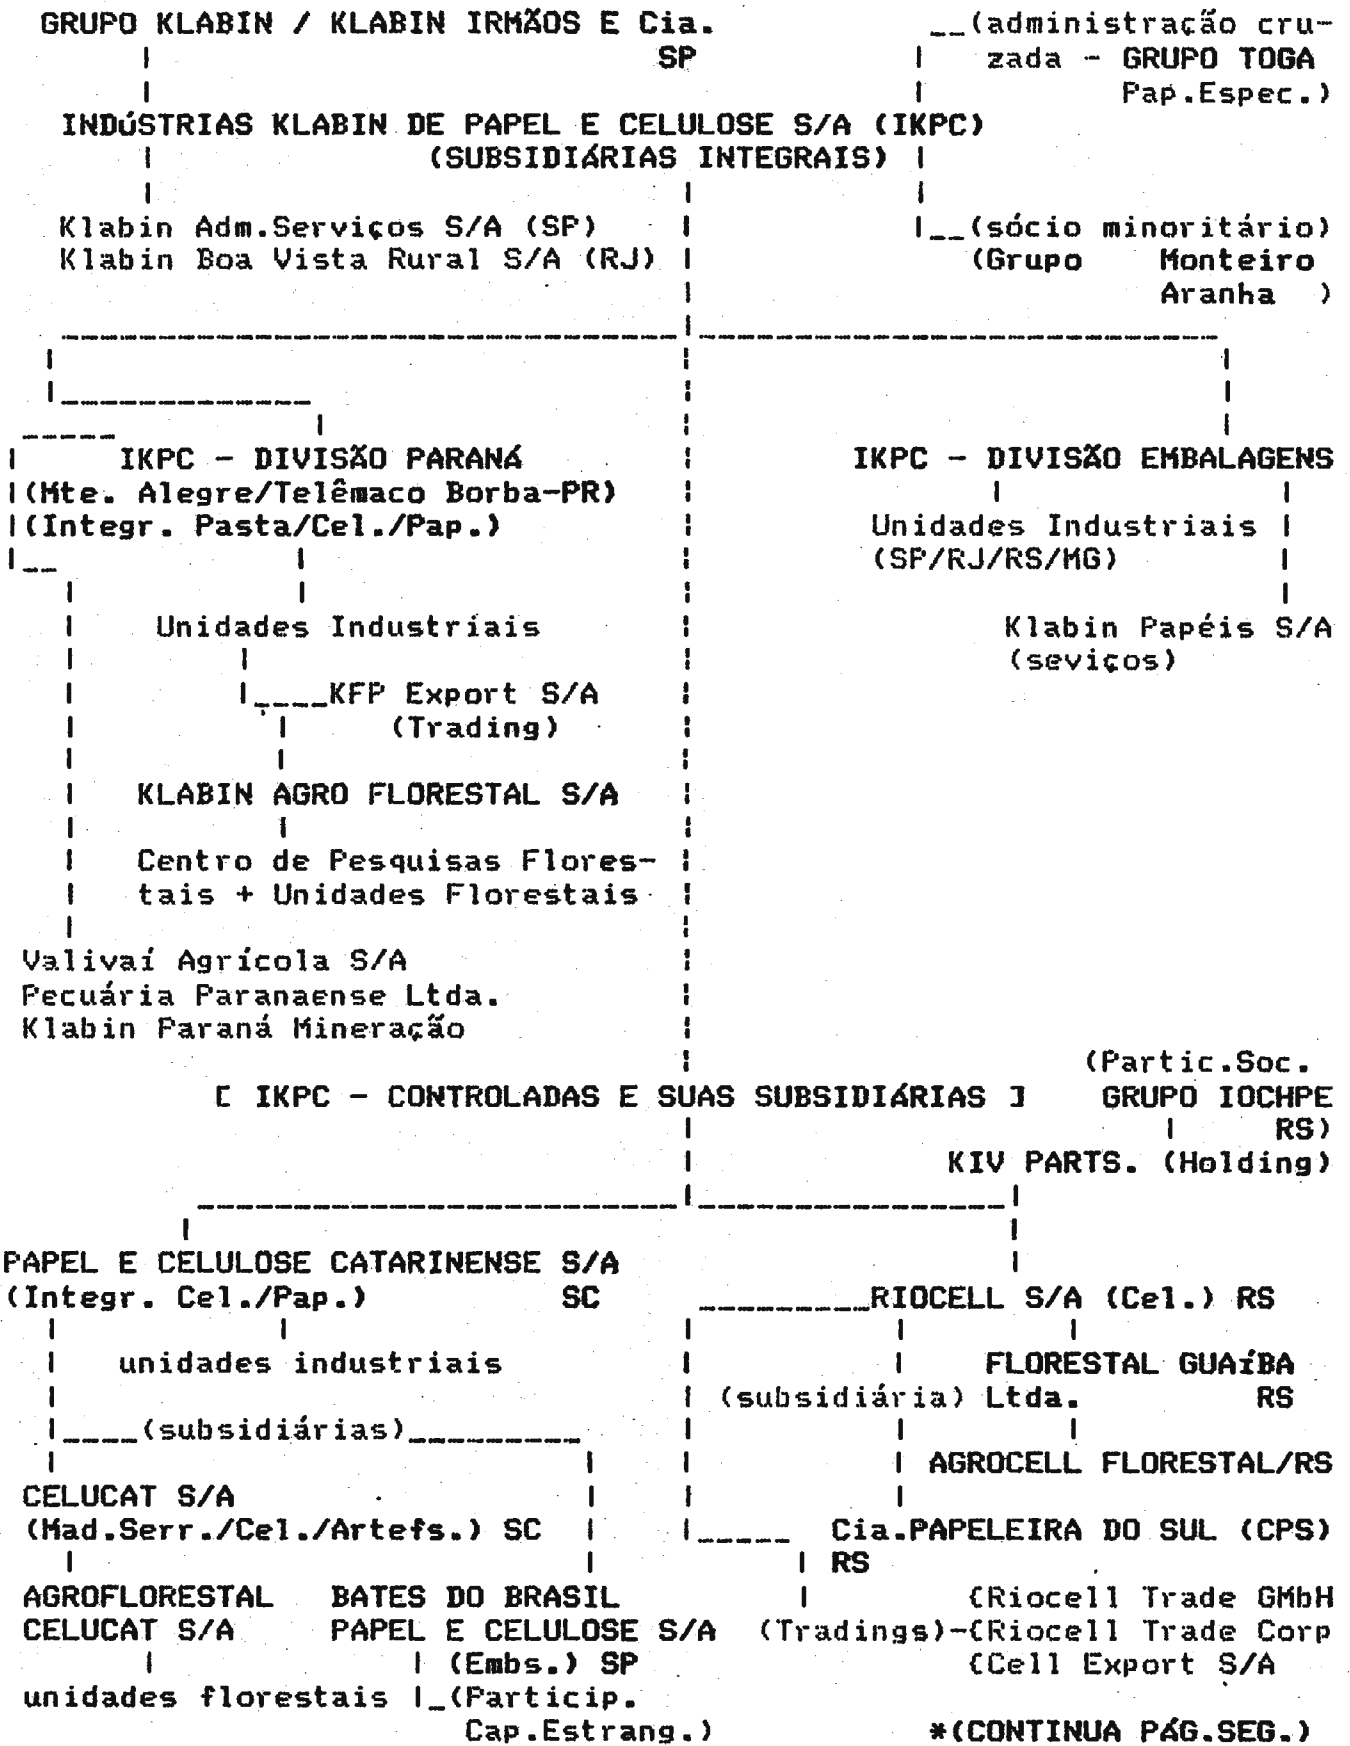 GRUPO KLABIN / KLABIN IRMÃOS E Cia.
SP
(administração cru-
zada - GRUPO TOGA
Pap.Espec.)
INDÚSTRIAS KLABIN DE PAPEL E CELULOSE S/A (IKPC)
(SUBSIDIÁRIAS INTEGRAIS)
Klabin Adm.Serviços S/A (SP)
Klabin Boa Vista Rural S/A (RJ)
(sócio minoritário)
(Grupo Monteiro
Aranha )
IKPC - DIVISÃO PARANÁ
(Mte. Alegre/Telêmaco Borba-PR)
(Integr. Pasta/Cel./Pap.)
IKPC - DIVISÃO EMBALAGENS
Unidades Industriais
(SP/RJ/RS/MG)
Unidades Industriais
Klabin Papéis S/A
(seviços)
KFP Export S/A
(Trading)
KLABIN AGRO FLORESTAL S/A
Centro de Pesquisas Flores-
tais + Unidades Florestais
Valivaí Agrícola S/A
Pecuária Paranaense Ltda.
Klabin Paraná Mineração
[ IKPC - CONTROLADAS E SUAS SUBSIDIÁRIAS ]
(Partic.Soc.
GRUPO IOCHPE
RS)
KIV PARTS. (Holding)
PAPEL E CELULOSE CATARINENSE S/A
(Integr. Cel./Pap.) SC
RIOCELL S/A (Cel.) RS
unidades industriais
FLORESTAL GUAÍBA
(subsidiária) Ltda. RS
(subsidiárias)
AGROCELL FLORESTAL/RS
CELUCAT S/A
(Mad.Serr./Cel./Artefs.) SC
Cia.PAPELEIRA DO SUL (CPS)
RS
AGROFLORESTAL
CELUCAT S/A
BATES DO BRASIL
PAPEL E CELULOSE S/A
(Embs.) SP
(Tradings)-(Riocell Trade GMbH
(Riocell Trade Corp
(Cell Export S/A
unidades florestais
(Particip.
Cap.Estrang.)
*(CONTINUA PÁG.SEG.)